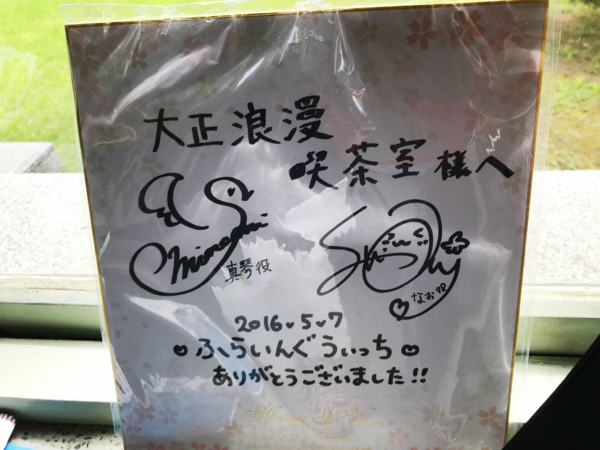 大正浪漫
喫茶室様へ
真琴役
なお役
2016.5.7
ふらいんぐうぃっち
ありがとうございました!!